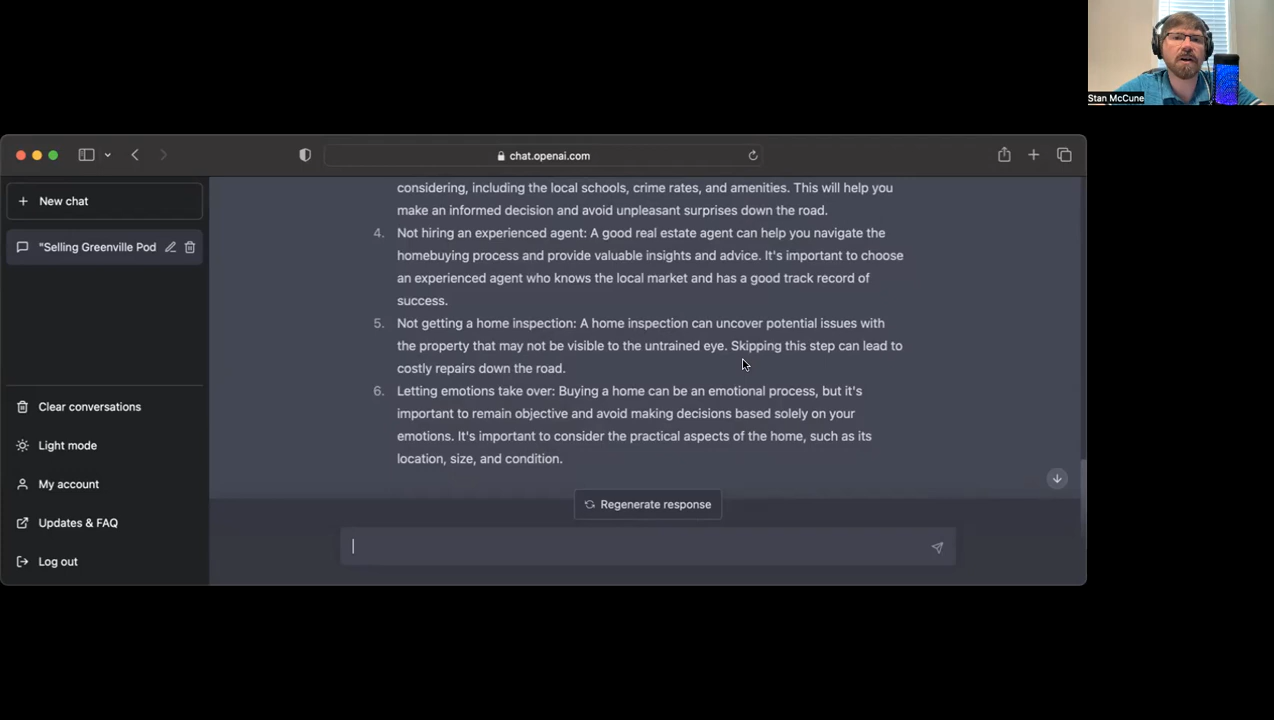 Stan McCune
chat.openai.com
New chat
"Selling Greenville Pod
Clear conversations
Light mode
My account
Updates & FAQ
Log out
considering, including the local schools, crime rates, and amenities. This will help you
make an informed decision and avoid unpleasant surprises down the road.
4. Not hiring an experienced agent: A good real estate agent can help you navigate the
homebuying process and provide valuable insights and advice. It's important to choose
an experienced agent who knows the local market and has a good track record of
success.
5. Not getting a home inspection: A home inspection can uncover potential issues with
the property that may not be visible to the untrained eye. Skipping this step can lead to
costly repairs down the road.
6. Letting emotions take over: Buying a home can be an emotional process, but it's
important to remain objective and avoid making decisions based solely on your
emotions. It's important to consider the practical aspects of the home, such as its
location, size, and condition.
Regenerate response